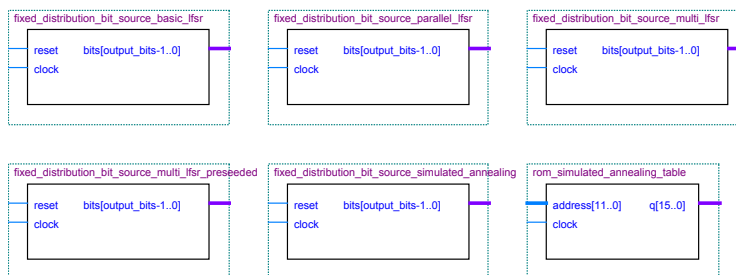 fixed_distribution_bit_source_basic_lfsr
reset bits[output_bits-1..0]
clock
fixed_distribution_bit_source_parallel_lfsr
reset bits[output_bits-1..0]
clock
fixed_distribution_bit_source_multi_lfsr
reset bits[output_bits-1..0]
clock
fixed_distribution_bit_source_multi_lfsr_preseeded
reset bits[output_bits-1..0]
clock
fixed_distribution_bit_source_simulated_annealing
reset bits[output_bits-1..0]
clock
rom_simulated_annealing_table
address[11..0] q[15..0]
clock